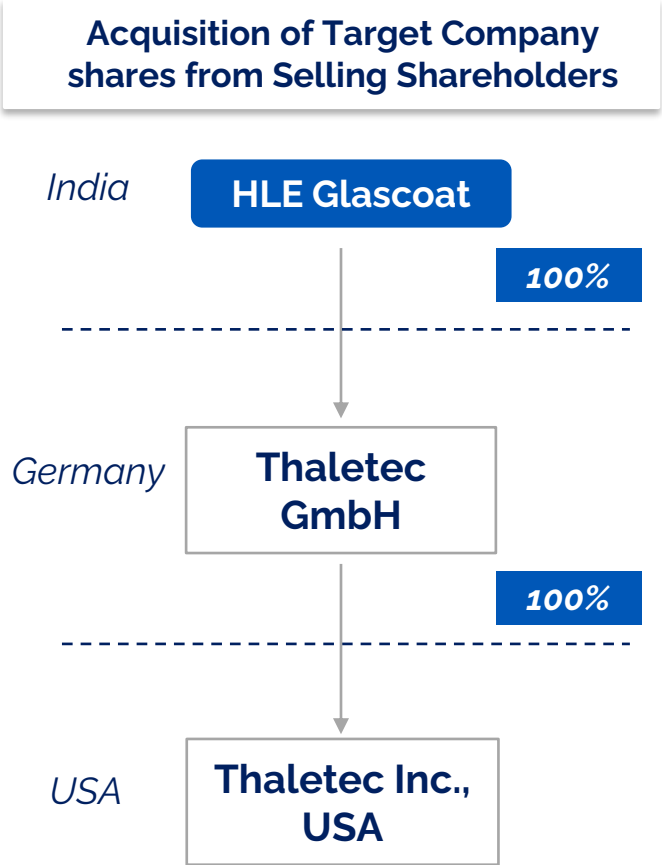 Acquisition of Target Company
shares from Selling Shareholders
India
HLE Glascoat
100%
Germany
Thaletec
GmbH
100%
USA
Thaletec Inc.,
USA